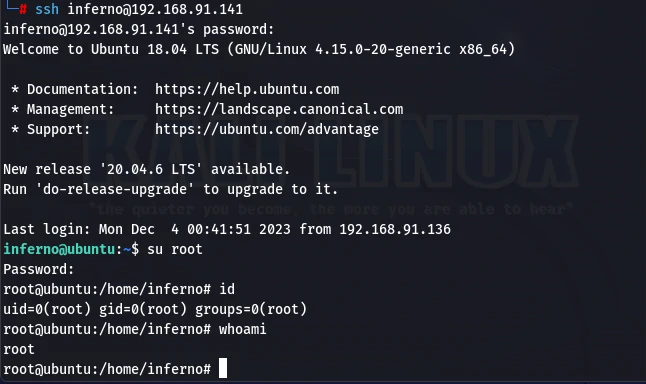 └─# ssh inferno@192.168.91.141
inferno@192.168.91.141's password:
Welcome to Ubuntu 18.04 LTS (GNU/Linux 4.15.0-20-generic x86_64)
* Documentation:  https://help.ubuntu.com
* Management:     https://landscape.canonical.com
* Support:        https://ubuntu.com/advantage
KALI LINUX
New release '20.04.6 LTS' available.
Run 'do-release-upgrade' to upgrade to it.
"the quieter you become, the more you are able to hear"
Last login: Mon Dec  4 00:41:51 2023 from 192.168.91.136
inferno@ubuntu:~$ su root
Password:
root@ubuntu:/home/inferno# id
uid=0(root) gid=0(root) groups=0(root)
root@ubuntu:/home/inferno# whoami
root
root@ubuntu:/home/inferno#